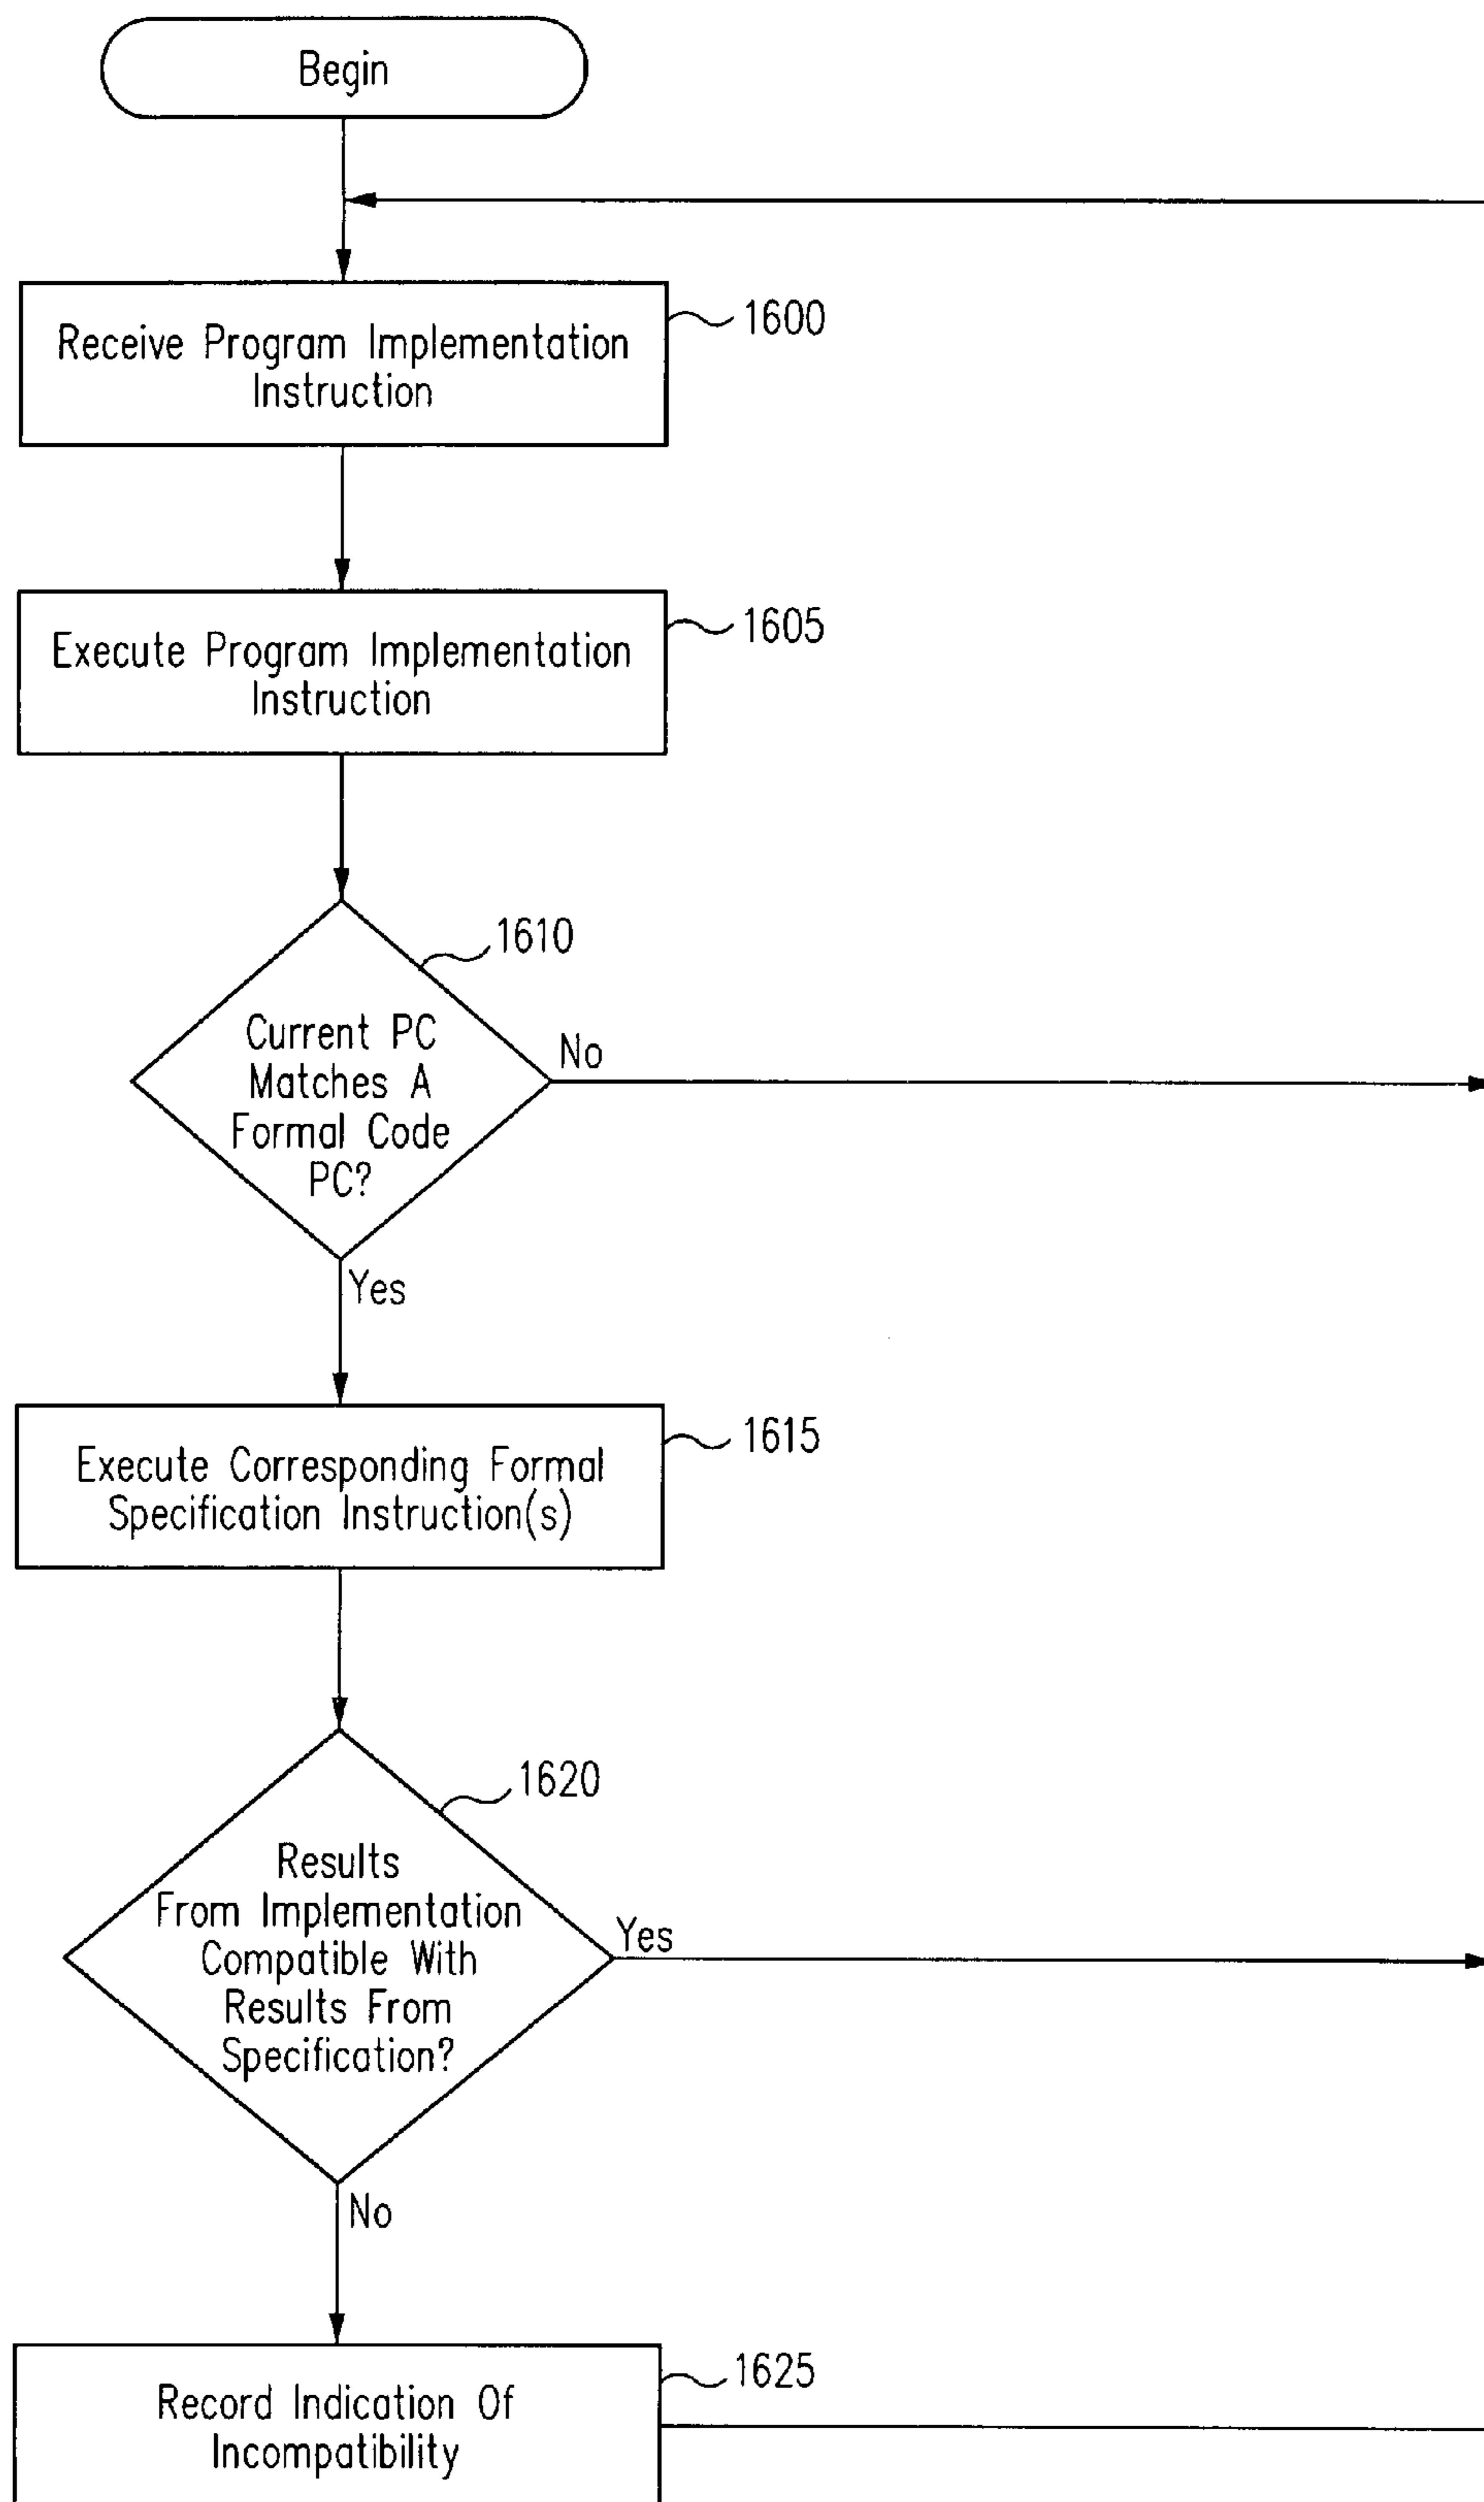 Begin
Receive Program Implementation
Instruction
1600
Execute Program Implementation
Instruction
1605
1610
Current PC
Matches A
Formal Code
PC?
No
Yes
Execute Corresponding Formal
Specification Instruction(s)
1615
1620
Results
From Implementation
Compatible With
Results From
Specification?
Yes
No
Record Indication Of
Incompatibility
1625